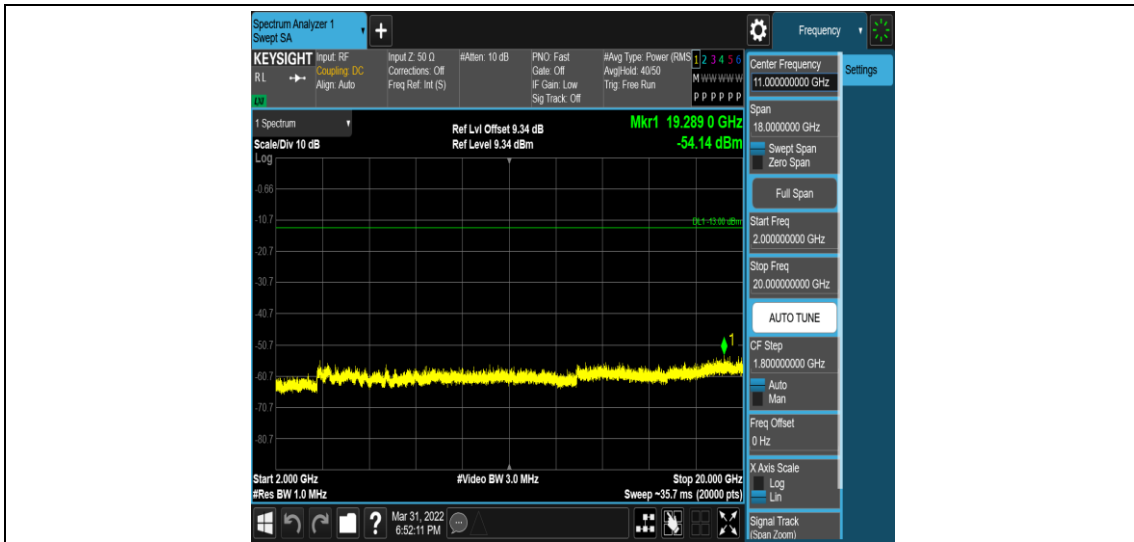 Spectrum Analyzer 1
Swept SA
+
Frequency
KEYSIGHT
RL
LXI
Input: RF
Coupling: DC
Align: Auto
Input Z: 50 Ω
Corrections: Off
Freq Ref: Int (S)
#Atten: 10 dB
PNO: Fast
Gate: Off
IF Gain: Low
Sig Track: Off
#Avg Type: Power (RMS
Avg|Hold: 40/50
Trig: Free Run
1 2 3 4 5 6
M W W W W W
P P P P P P
1 Spectrum
Scale/Div 10 dB
Ref Lvl Offset 9.34 dB
Ref Level 9.34 dBm
Mkr1 19.289 0 GHz
-54.14 dBm
Log
-0.66
-10.7
DL1 -13.00 dBm
-20.7
-30.7
-40.7
-50.7
1
-60.7
-70.7
-80.7
Start 2.000 GHz
#Res BW 1.0 MHz
#Video BW 3.0 MHz
Stop 20.000 GHz
Sweep ~35.7 ms (20000 pts)
?
Mar 31, 2022
6:52:11 PM
Center Frequency
11.000000000 GHz
Settings
Span
18.0000000 GHz
Swept Span
Zero Span
Full Span
Start Freq
2.000000000 GHz
Stop Freq
20.000000000 GHz
AUTO TUNE
CF Step
1.800000000 GHz
Auto
Man
Freq Offset
0 Hz
X Axis Scale
Log
Lin
Signal Track
(Span Zoom)